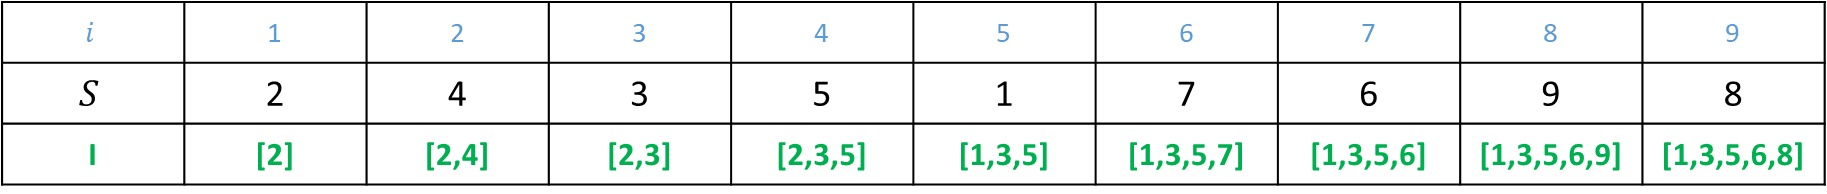 i 1 2 3 4 5 6 7 8 9
S 2 4 3 5 1 7 6 9 8
I [2] [2,4] [2,3] [2,3,5] [1,3,5] [1,3,5,7] [1,3,5,6] [1,3,5,6,9] [1,3,5,6,8]